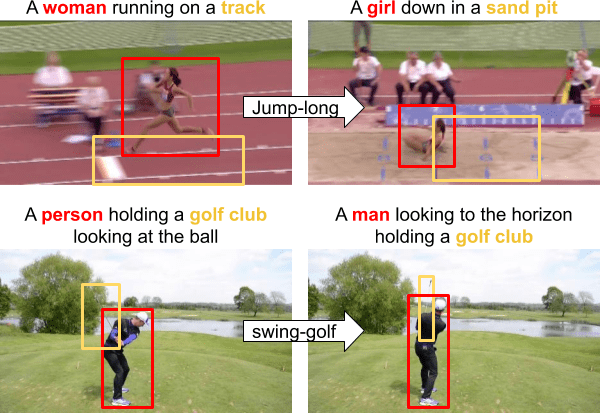 A woman running on a track
A girl down in a sand pit
Jump-long
A person holding a golf club
looking at the ball
A man looking to the horizon
holding a golf club
swing-golf